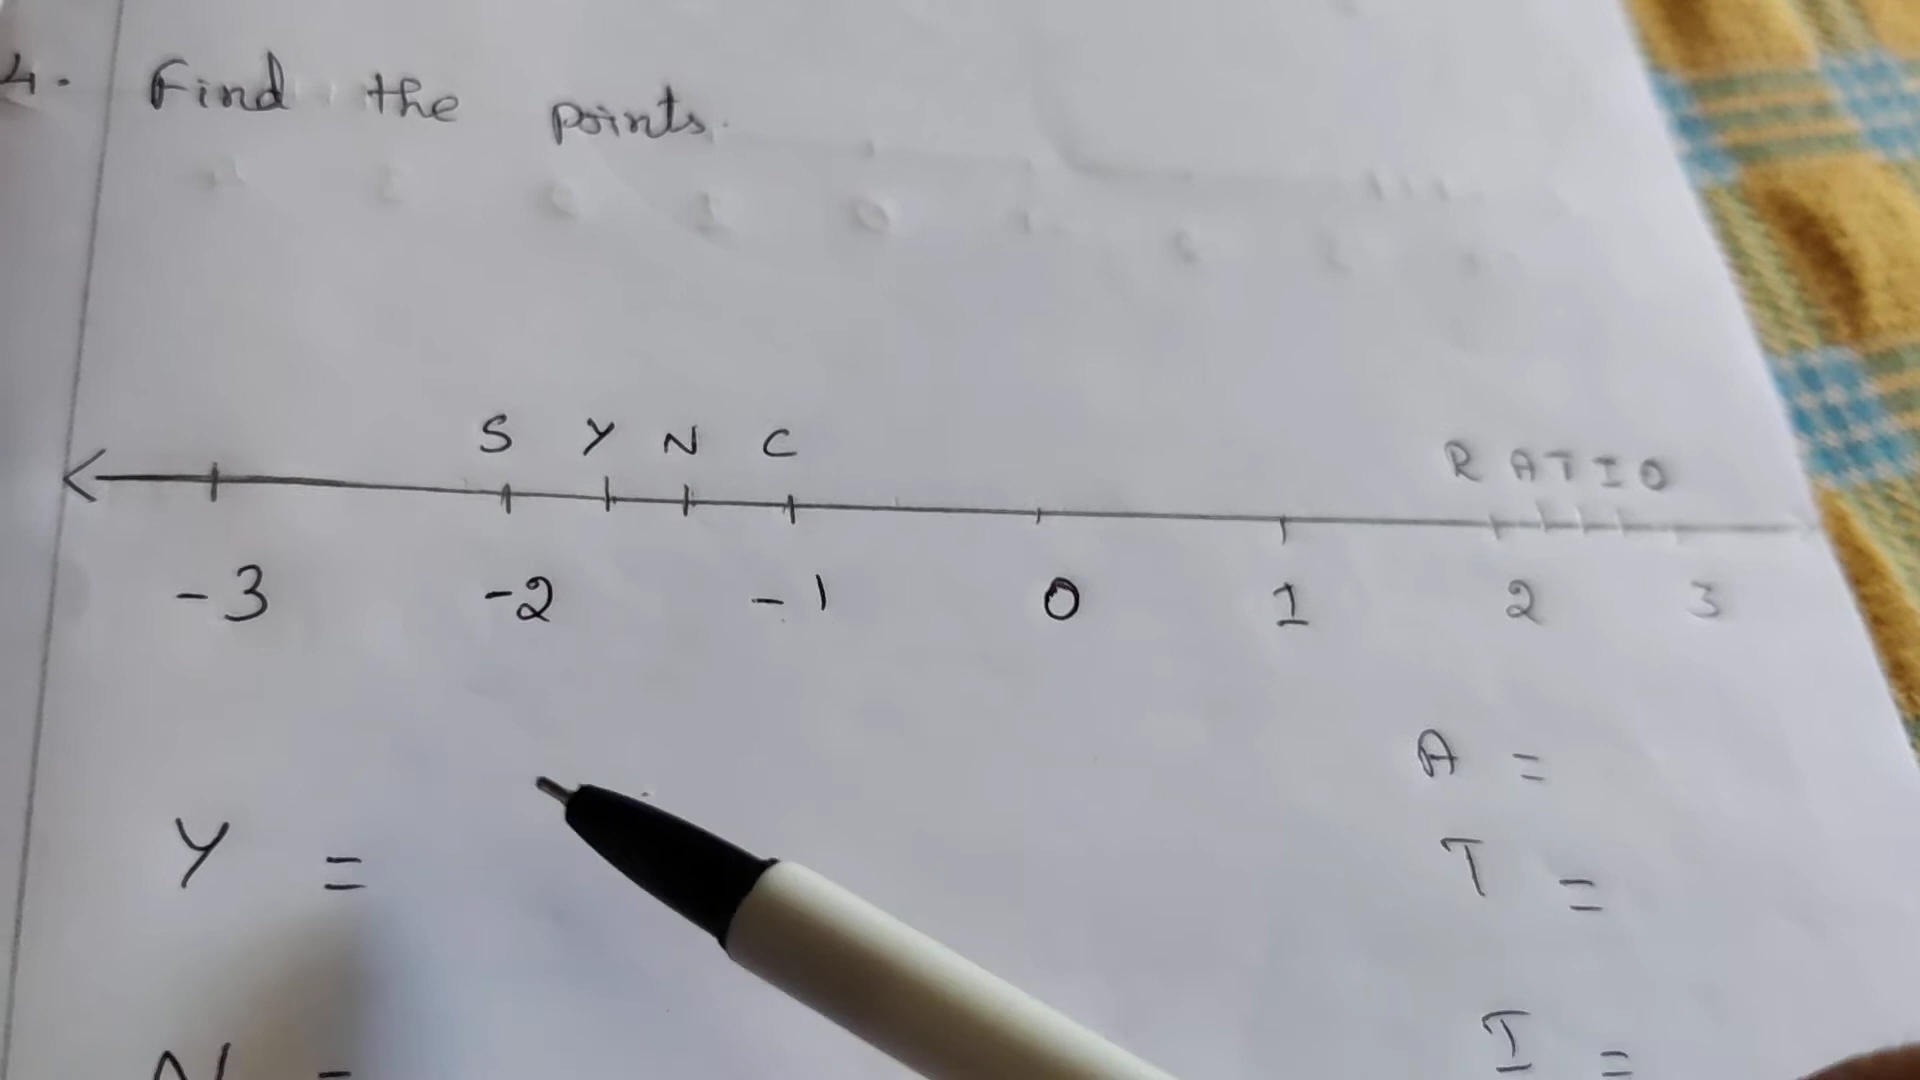 4. Find the points.
S Y N C R A T I O
-3 -2 -1 0 1 2 3
A =
Y =
T =
I =
N =